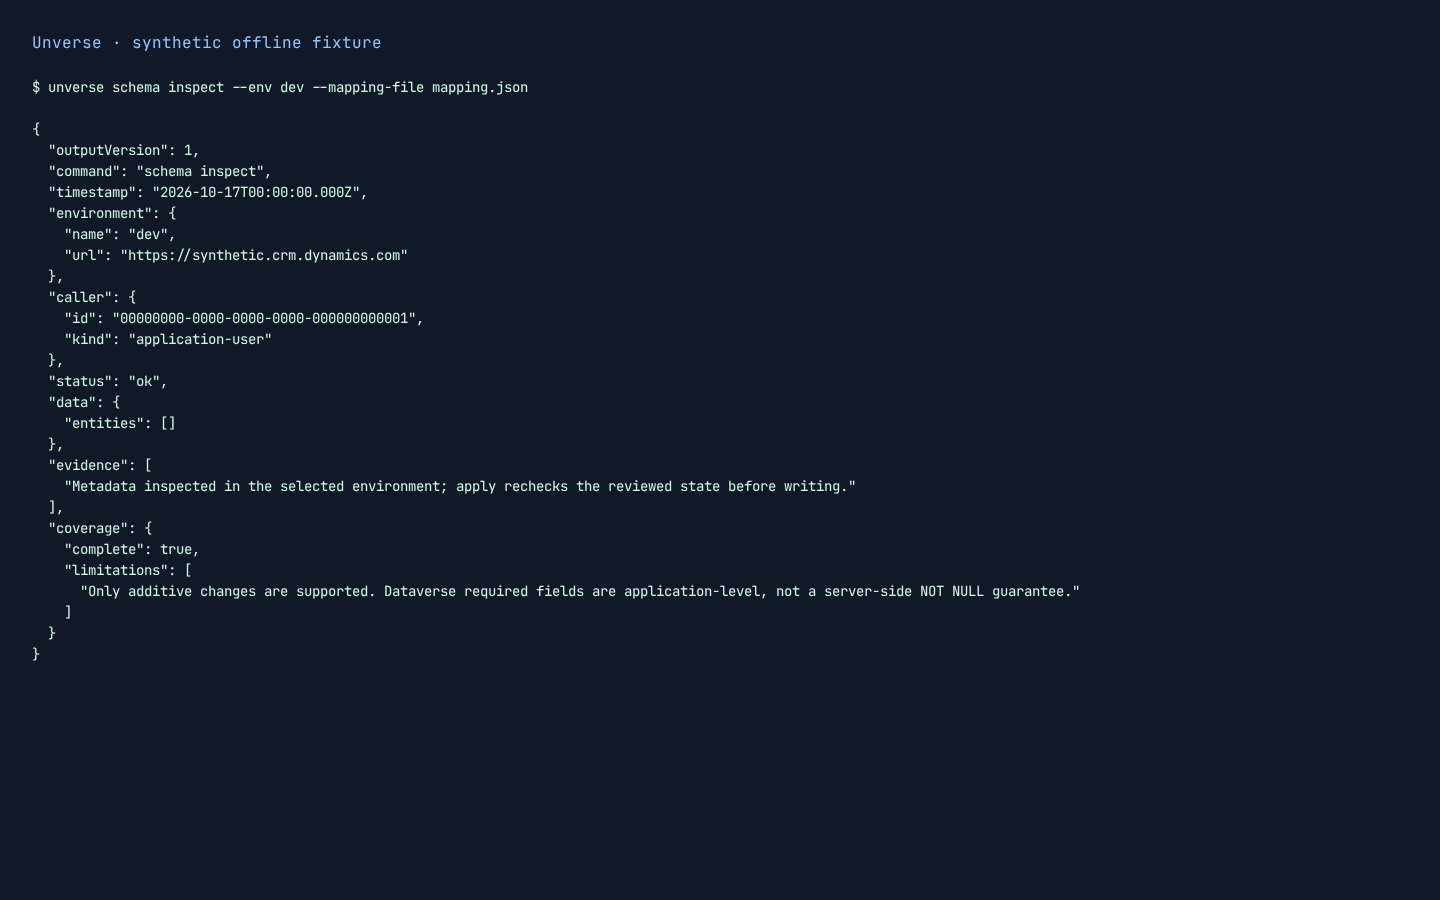 Unverse · synthetic offline fixture
$ unverse schema inspect --env dev --mapping-file mapping.json
{
  "outputVersion": 1,
  "command": "schema inspect",
  "timestamp": "2026-10-17T00:00:00.000Z",
  "environment": {
    "name": "dev",
    "url": "https://synthetic.crm.dynamics.com"
  },
  "caller": {
    "id": "00000000-0000-0000-0000-000000000001",
    "kind": "application-user"
  },
  "status": "ok",
  "data": {
    "entities": []
  },
  "evidence": [
    "Metadata inspected in the selected environment; apply rechecks the reviewed state before writing."
  ],
  "coverage": {
    "complete": true,
    "limitations": [
      "Only additive changes are supported. Dataverse required fields are application-level, not a server-side NOT NULL guarantee."
    ]
  }
}